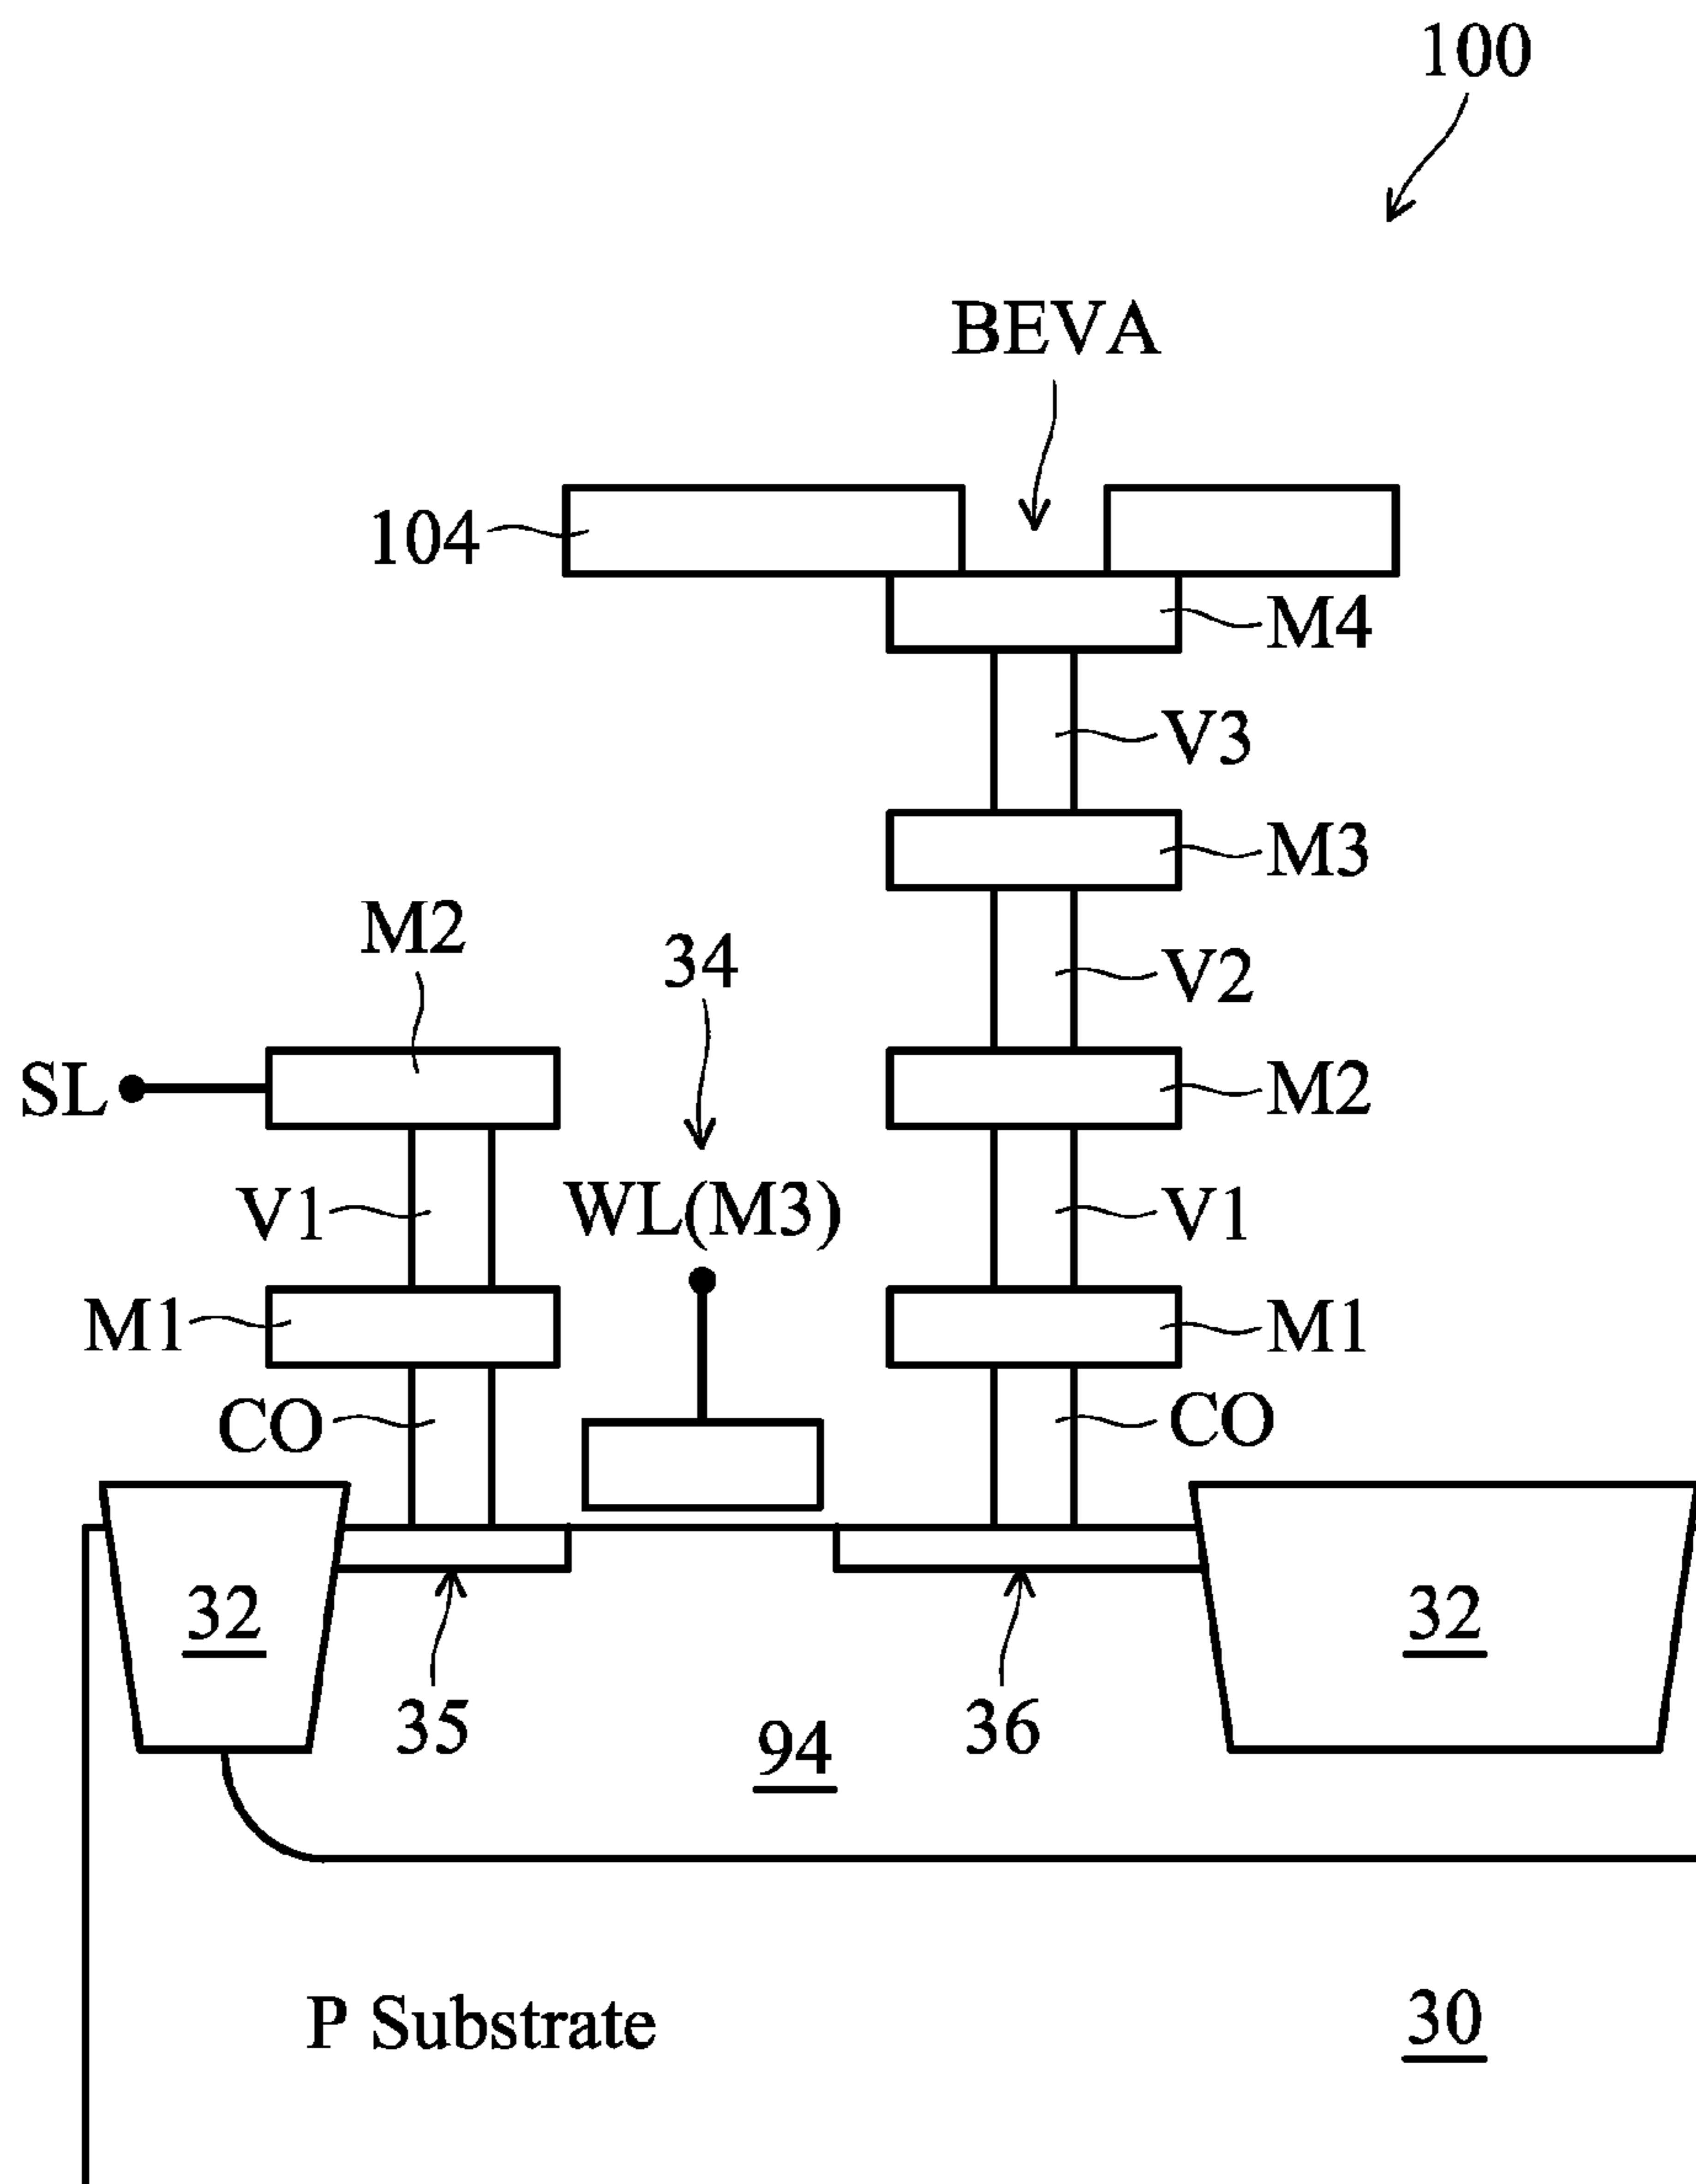 100
BEVA
104
M4
V3
M3
M2
34
V2
SL
M2
V1
WL(M3)
V1
M1
M1
CO
CO
32
32
35
36
94
P Substrate
30